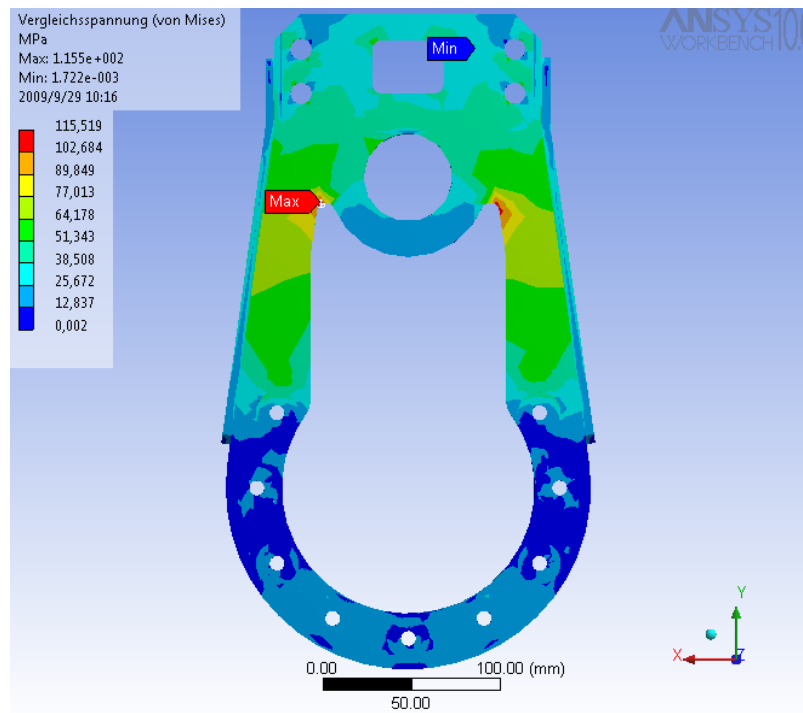 Vergleichsspannung (von Mises)
MPa
Max: 1.155e+002
Min: 1.722e-003
2009/9/29 10:16
115,519
102,684
89,849
77,013
64,178
51,343
38,508
25,672
12,837
0,002
ANSYS
WORKBENCH
Min
Max
Y
X
Z
0.00
100.00 (mm)
50.00